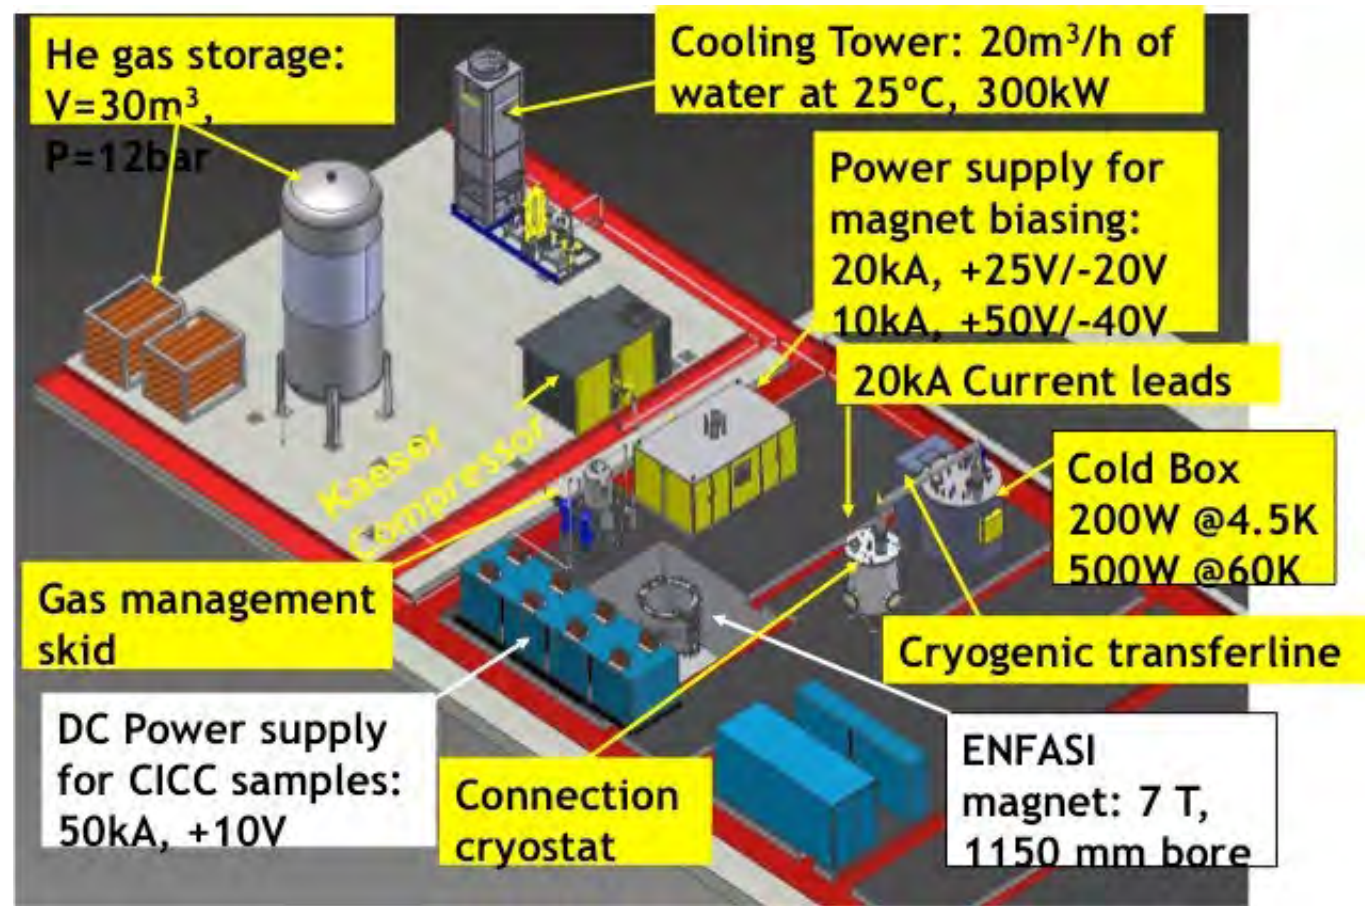 He gas storage:
V=30m³,
P=12bar
Cooling Tower: 20m³/h of
water at 25°C, 300kW
Power supply for
magnet biasing:
20kA, +25V/-20V
10kA, +50V/-40V
20kA Current leads
Cold Box
200W @4.5K
500W @60K
Kaeser
Compressor
Gas management
skid
Cryogenic transferline
DC Power supply
for CICC samples:
50kA, +10V
Connection
cryostat
ENFASI
magnet: 7 T,
1150 mm bore